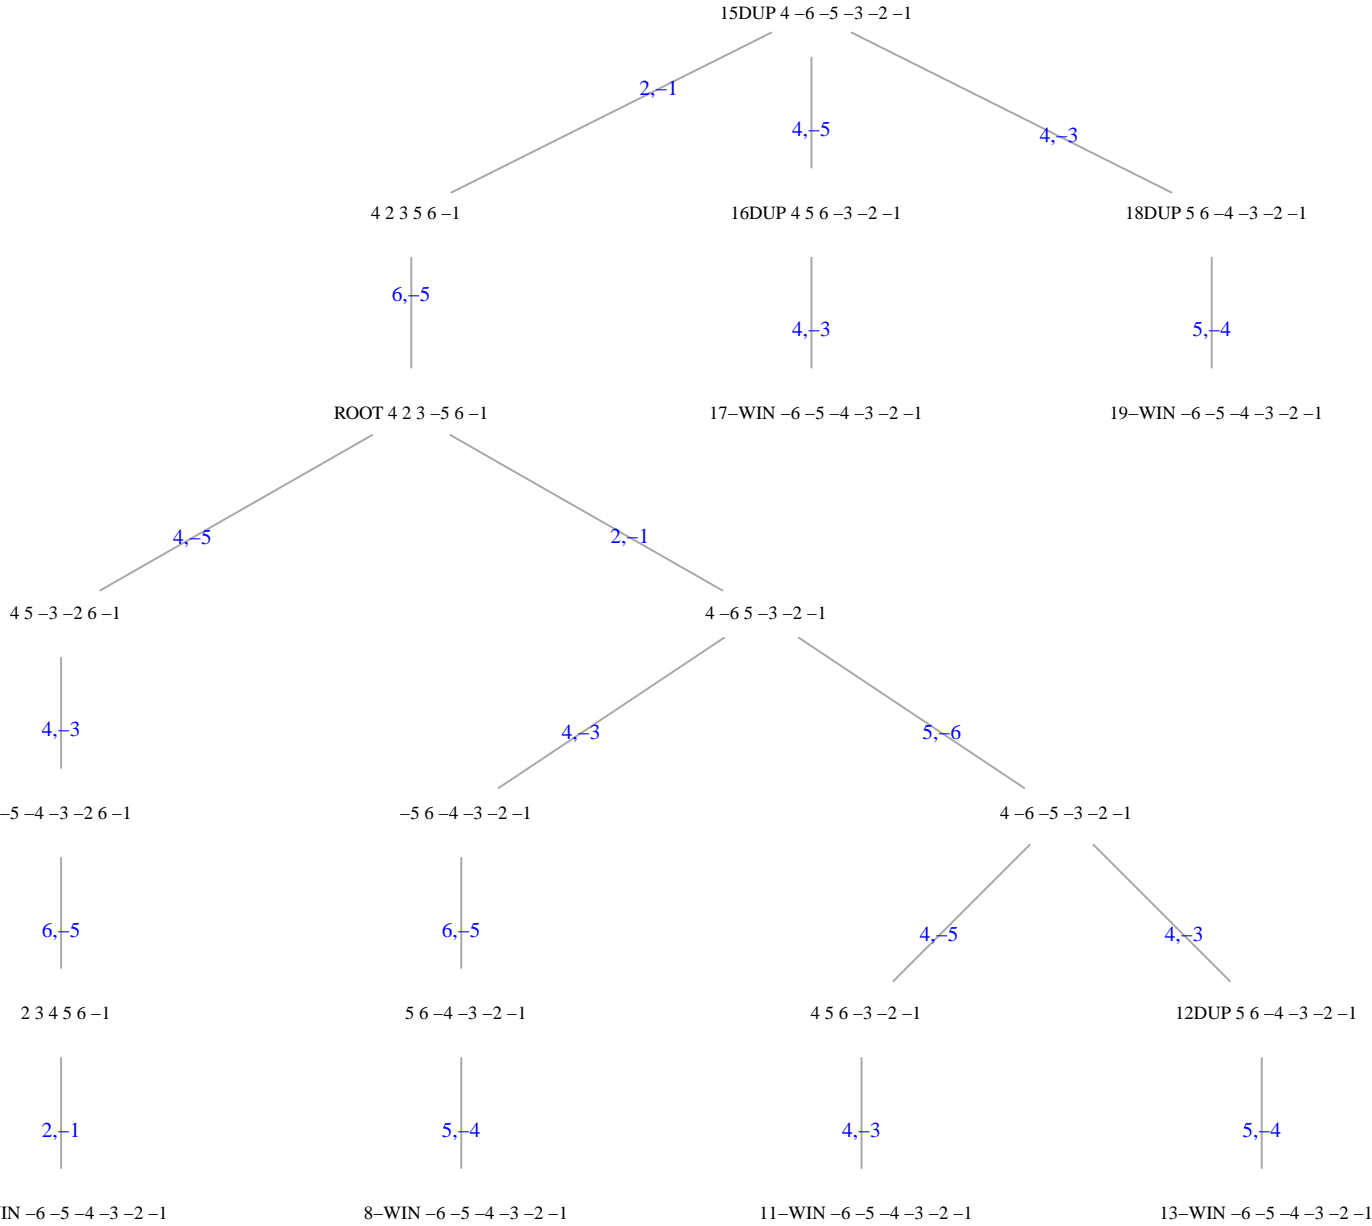 15DUP 4 –6 –5 –3 –2 –1
2,–1
4,–5
4,–3
4 2 3 5 6 –1
16DUP 4 5 6 –3 –2 –1
18DUP 5 6 –4 –3 –2 –1
6,–5
4,–3
5,–4
ROOT 4 2 3 –5 6 –1
17–WIN –6 –5 –4 –3 –2 –1
19–WIN –6 –5 –4 –3 –2 –1
4,–5
2,–1
4 5 –3 –2 6 –1
4 –6 5 –3 –2 –1
4,–3
4,–3
5,–6
–5 –4 –3 –2 6 –1
–5 6 –4 –3 –2 –1
4 –6 –5 –3 –2 –1
6,–5
6,–5
4,–5
4,–3
2 3 4 5 6 –1
5 6 –4 –3 –2 –1
4 5 6 –3 –2 –1
12DUP 5 6 –4 –3 –2 –1
2,–1
5,–4
4,–3
5,–4
IN –6 –5 –4 –3 –2 –1
8–WIN –6 –5 –4 –3 –2 –1
11–WIN –6 –5 –4 –3 –2 –1
13–WIN –6 –5 –4 –3 –2 –1